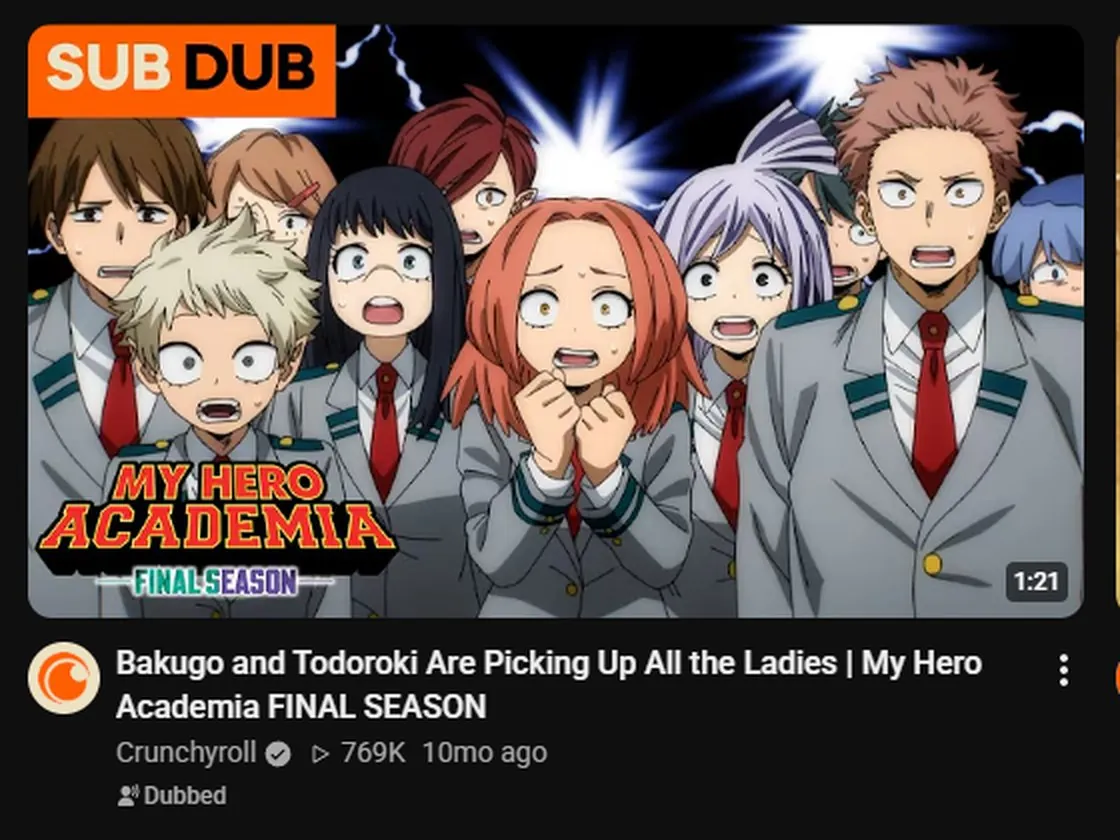 SUB DUB
MY HERO
ACADEMIA
FINAL SEASON
1:21
Bakugo and Todoroki Are Picking Up All the Ladies | My Hero
Academia FINAL SEASON
Crunchyroll 769K 10mo ago
Dubbed